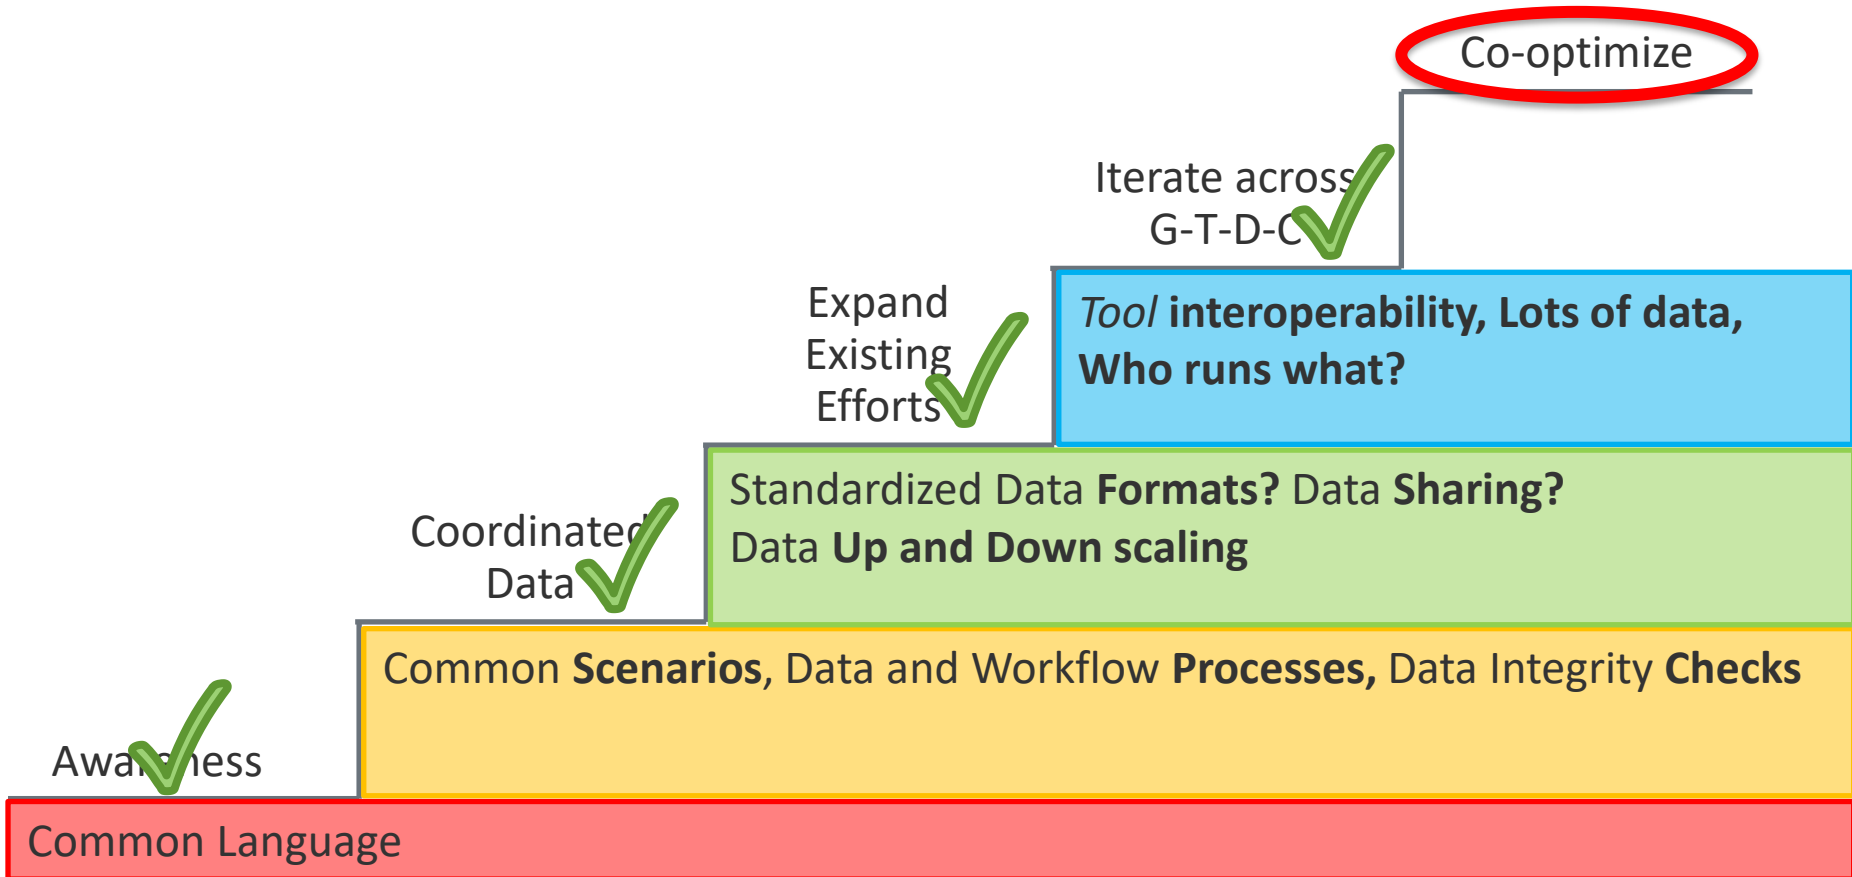 Co-optimize
Iterate across
G-T-D-C
Expand
Existing
Efforts
Tool interoperability, Lots of data,
Who runs what?
Coordinated
Data
Standardized Data Formats? Data Sharing?
Data Up and Down scaling
Awareness
Common Scenarios, Data and Workflow Processes, Data Integrity Checks
Common Language